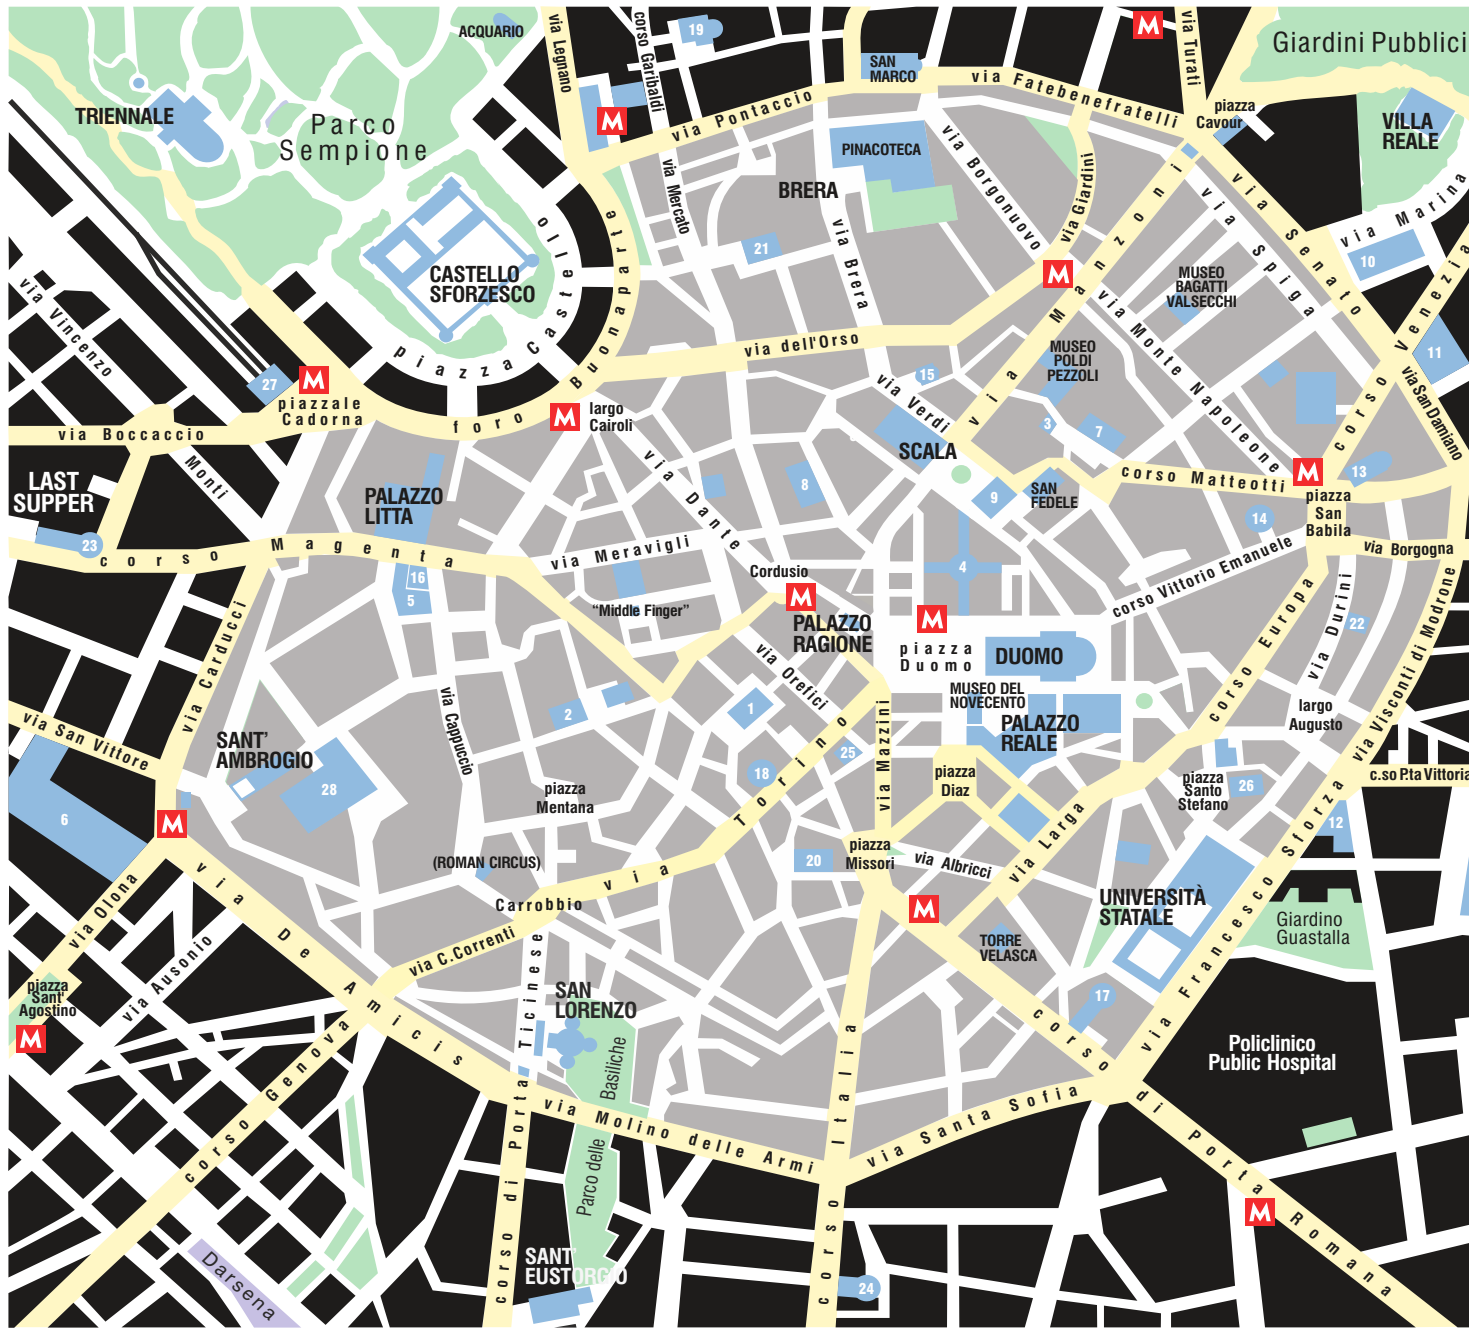 ACQUARIO
via Legnano
corso Garibaldi
19
M
via Turati
Giardini Pubblici
SAN
MARCO
via Fatebenefratelli
piazza
Cavour
TRIENNALE
Parco
Sempione
M
via Pontaccio
PINACOTECA
via Borgonuovo
via Giardini
VILLA
REALE
via Marina
BRERA
via Mercato
via Brera
21
via Manzoni
via Spiga
via Senato
10
CASTELLO
SFORZESCO
piazza Castello
foro Buonaparte
M
MUSEO
BAGATTI
VALSECCHI
via Monte Napoleone
corso Venezia
11
via Vincenzo
via dell'Orso
MUSEO
POLDI
PEZZOLI
15
27
M
piazzale
Cadorna
M
largo
Cairoli
via Verdi
via San Damiano
via Boccaccio
Monti
3
7
SCALA
corso Matteotti
M
13
LAST
SUPPER
PALAZZO
LITTA
via Dante
8
9
SAN
FEDELE
piazza
San
Babila
14
23
corso Magenta
via Meravigli
via Borgogna
16
5
Cordusio
M
4
corso Vittorio Emanuele
"Middle Finger"
PALAZZO
RAGIONE
M
piazza
Duomo
DUOMO
corso Europa
via Durini
22
via Visconti di Modrone
via Carducci
via Orefici
MUSEO DEL
NOVECENTO
PALAZZO
REALE
largo
Augusto
via San Vittore
via Cappuccio
2
1
via Torino
via Mazzini
25
SANT'
AMBROGIO
28
18
piazza
Diaz
piazza
Santo
Stefano
26
c.so P.ta Vittoria
piazza
Mentana
6
M
12
(ROMAN CIRCUS)
20
piazza
Missori
via Albricci
via Larga
via Francesco Sforza
Carrobbio
M
UNIVERSITÀ
STATALE
Giardino
Guastalla
via Olona
via De Amicis
via C.Correnti
TORRE
VELASCA
via Ausonio
piazza
Sant'
Agostino
M
SAN
LORENZO
17
corso di Porta Ticinese
corso Italia
corso di Porta Romana
Policlinico
Public Hospital
corso Genova
Parco delle Basiliche
via Molino delle Armi
via Santa Sofia
M
SANT'
EUSTORGIO
Darsena
24